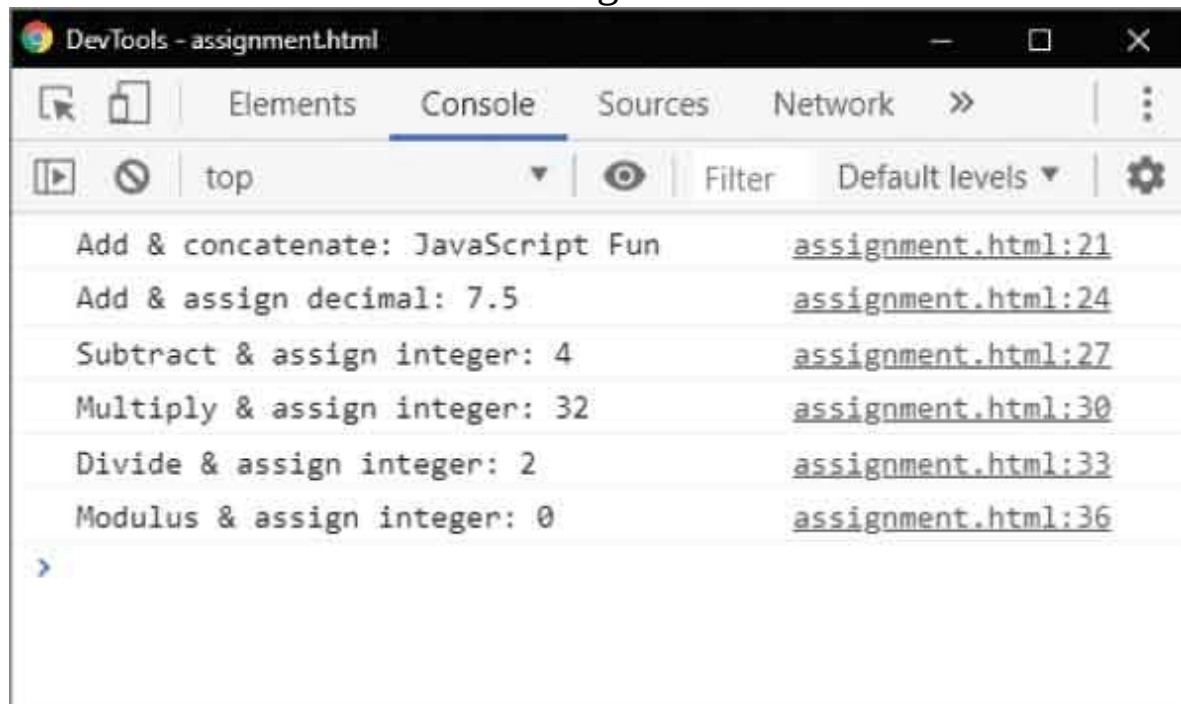 DevTools - assignment.html
Elements Console Sources Network »
top Filter Default levels
Add & concatenate: JavaScript Fun assignment.html:21
Add & assign decimal: 7.5 assignment.html:24
Subtract & assign integer: 4 assignment.html:27
Multiply & assign integer: 32 assignment.html:30
Divide & assign integer: 2 assignment.html:33
Modulus & assign integer: 0 assignment.html:36